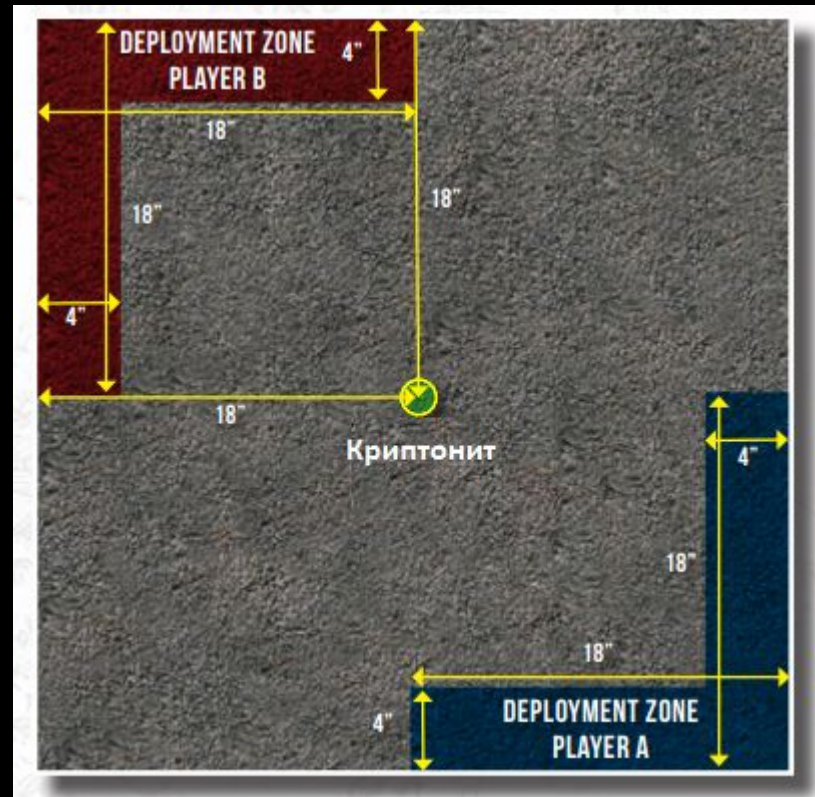 DEPLOYMENT ZONE
PLAYER B
4”
18”
18”
18”
4”
18”
Криптонит
4”
18”
18”
4”
DEPLOYMENT ZONE
PLAYER A